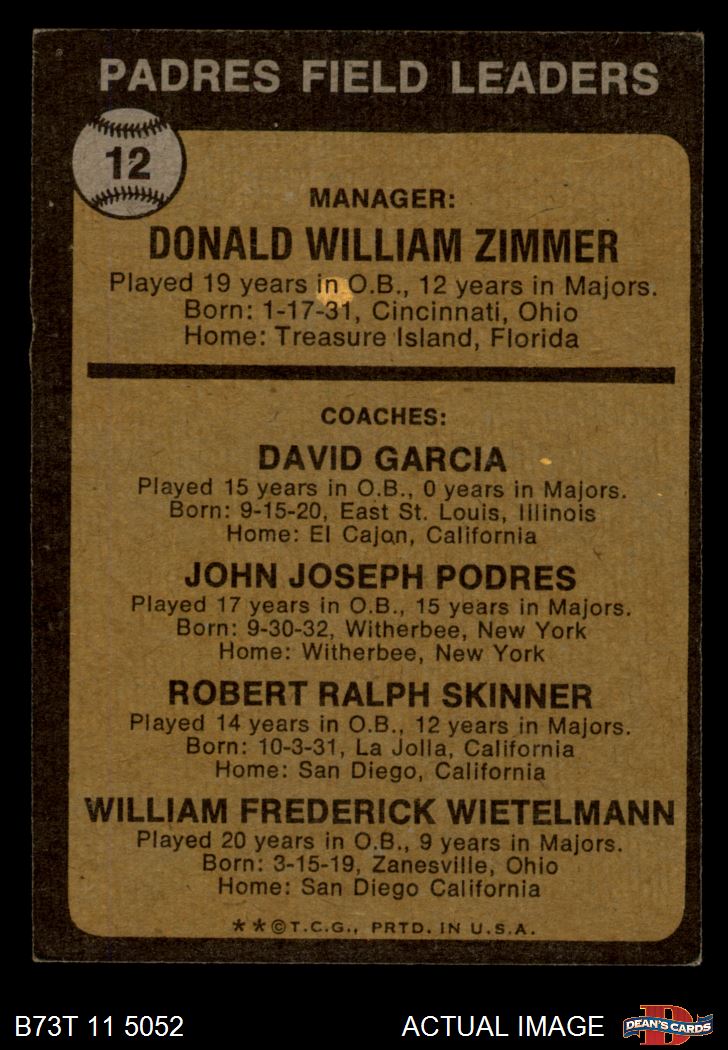 PADRES FIELD LEADERS
12
MANAGER:
DONALD WILLIAM ZIMMER
Played 19 years in O.B., 12 years in Majors.
Born: 1-17-31, Cincinnati, Ohio
Home: Treasure Island, Florida
COACHES:
DAVID GARCIA
Played 15 years in O.B., 0 years in Majors.
Born: 9-15-20, East St. Louis, Illinois
Home: El Cajon, California
JOHN JOSEPH PODRES
Played 17 years in O.B., 15 years in Majors.
Born: 9-30-32, Witherbee, New York
Home: Witherbee, New York
ROBERT RALPH SKINNER
Played 14 years in O.B., 12 years in Majors.
Born: 10-3-31, La Jolla, California
Home: San Diego, California
WILLIAM FREDERICK WIETELMANN
Played 20 years in O.B., 9 years in Majors.
Born: 3-15-19, Zanesville, Ohio
Home: San Diego California
**©T.C.G., PRTD. IN U.S.A.
B73T 11 5052 ACTUAL IMAGE
D
DEAN'S CARDS